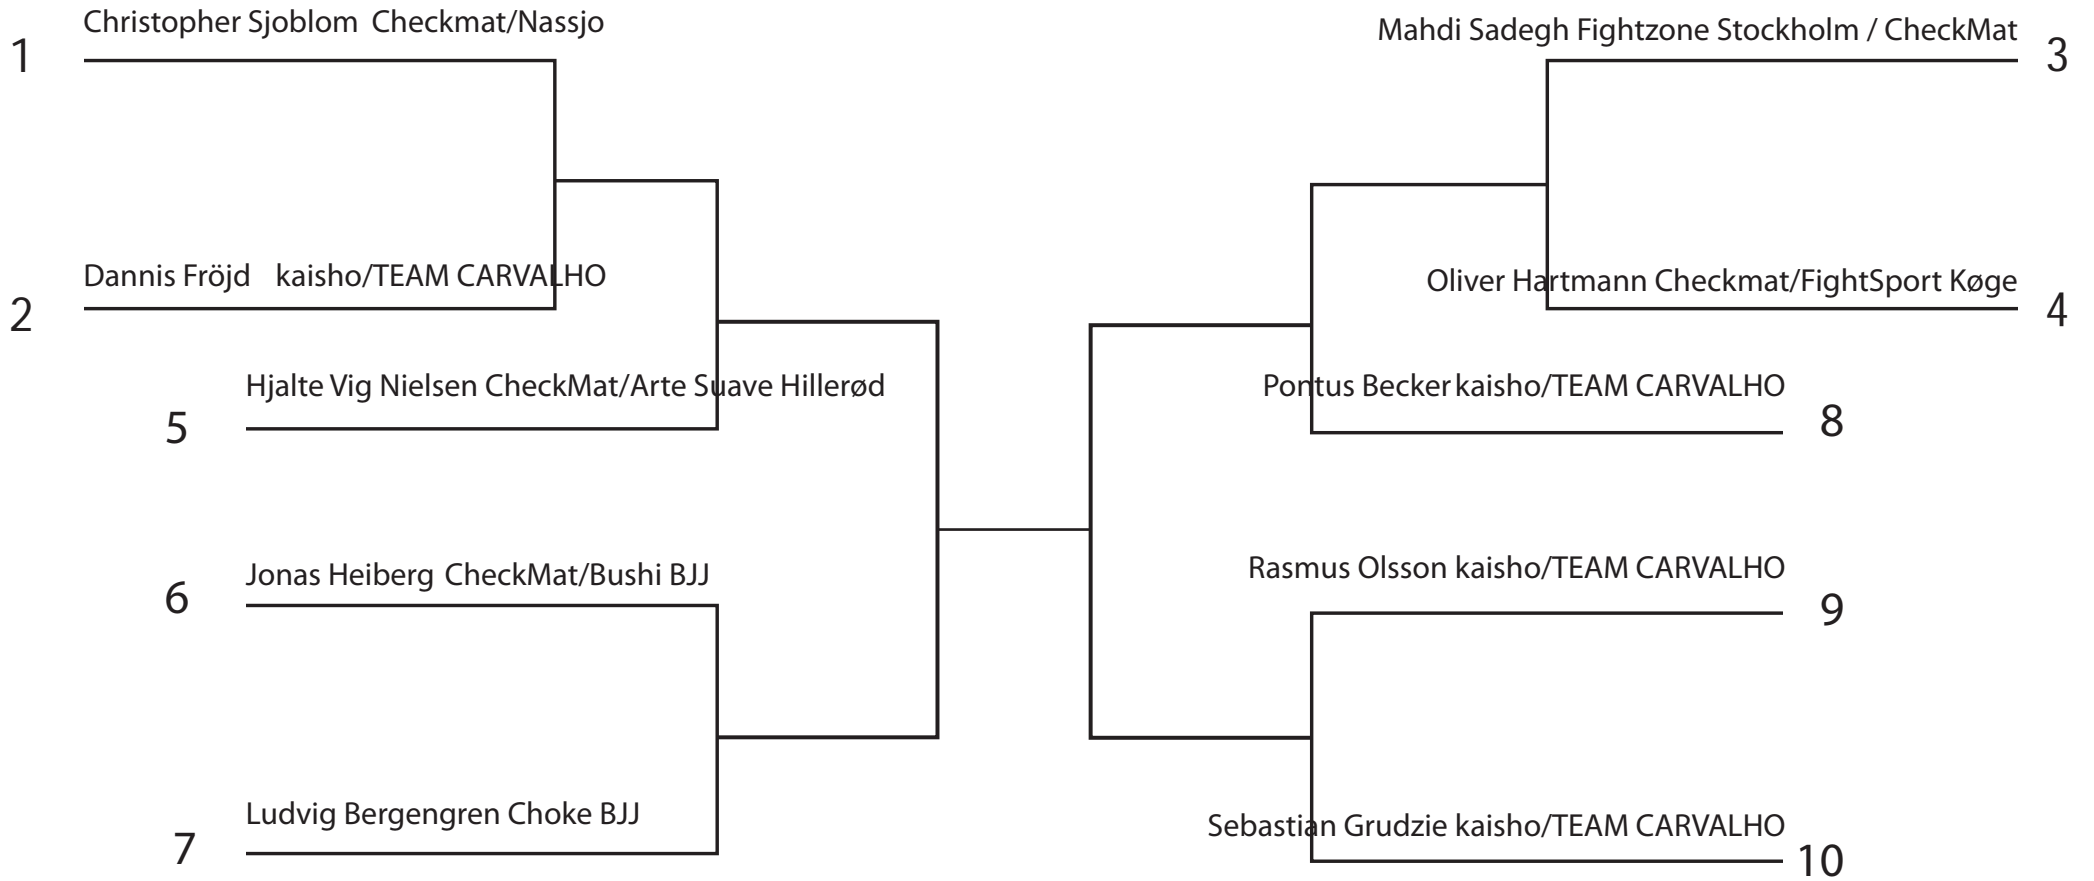 Christopher Sjoblom Checkmat/Nassjo
1
Mahdi Sadegh Fightzone Stockholm / CheckMat
3
Dannis Fröjd kaisho/TEAM CARVALHO
2
Oliver Hartmann Checkmat/FightSport Køge
4
Hjalte Vig Nielsen CheckMat/Arte Suave Hillerød
5
Pontus Becker kaisho/TEAM CARVALHO
8
Jonas Heiberg CheckMat/Bushi BJJ
6
Rasmus Olsson kaisho/TEAM CARVALHO
9
Ludvig Bergengren Choke BJJ
7
Sebastian Grudzie kaisho/TEAM CARVALHO
10